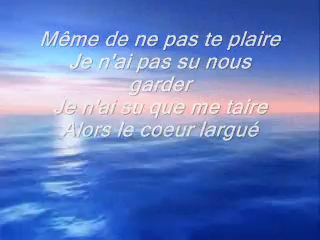 Même de ne pas te plaire
Je n'ai pas su nous
garder
Je n'ai su que me taire
Alors le coeur largué